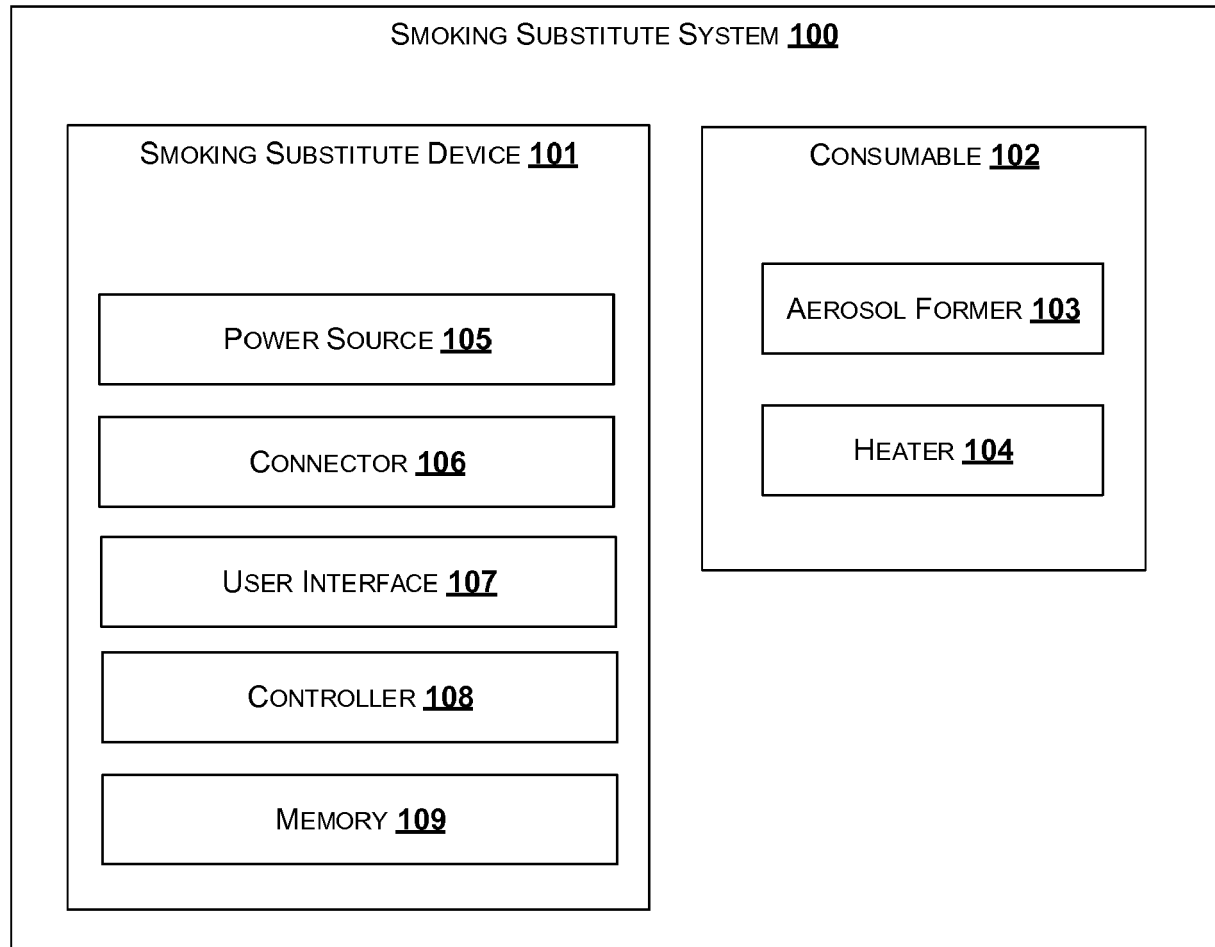 SMOKING SUBSTITUTE SYSTEM 100
SMOKING SUBSTITUTE DEVICE 101
POWER SOURCE 105
CONNECTOR 106
USER INTERFACE 107
CONTROLLER 108
MEMORY 109
CONSUMABLE 102
AEROSOL FORMER 103
HEATER 104